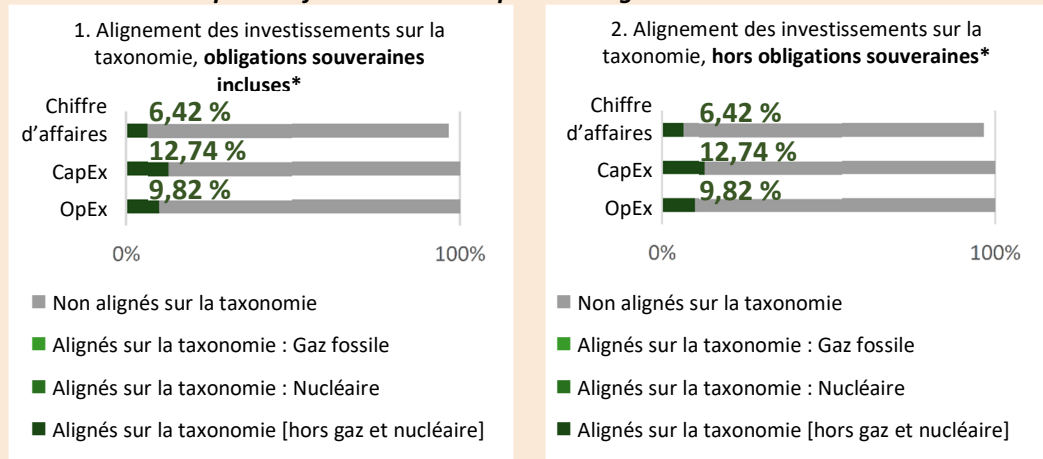 1. Alignement des investissements sur la
taxonomie, obligations souveraines
incluses*
Chiffre
d'affaires
6,42 %
CapEx
12,74 %
OpEx
9,82 %
0%
100%
Non alignés sur la taxonomie
Alignés sur la taxonomie : Gaz fossile
Alignés sur la taxonomie : Nucléaire
Alignés sur la taxonomie [hors gaz et nucléaire]
2. Alignement des investissements sur la
taxonomie, hors obligations souveraines*
Chiffre
d'affaires
6,42 %
CapEx
12,74 %
OpEx
9,82 %
0%
100%
Non alignés sur la taxonomie
Alignés sur la taxonomie : Gaz fossile
Alignés sur la taxonomie : Nucléaire
Alignés sur la taxonomie [hors gaz et nucléaire]